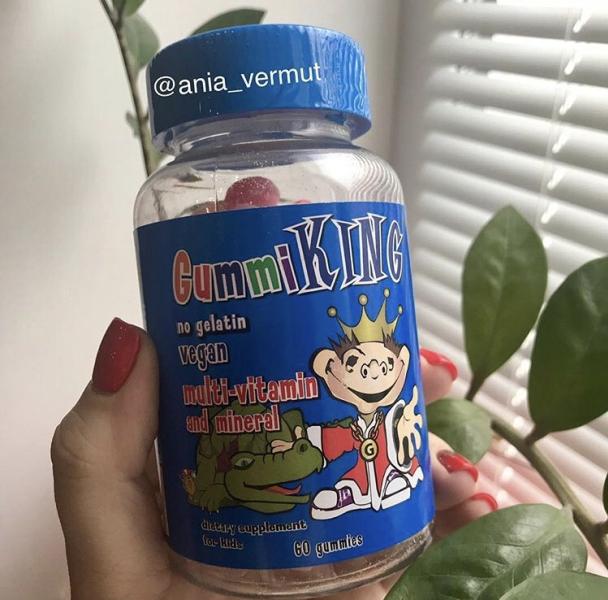 @ania_vermut
GummiKING
no gelatin
vegan
multi-vitamin
and mineral
G
dietary supplement
for kids
60 gummies